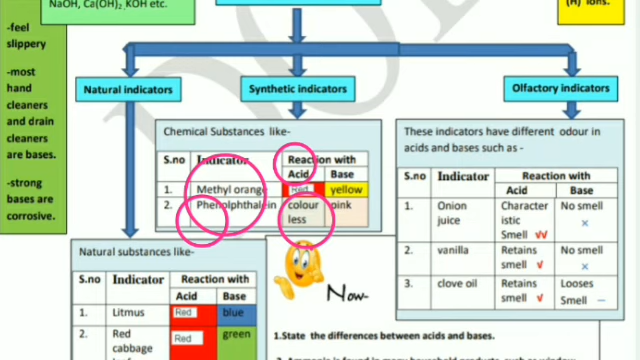 NaOH, Ca(OH)2, KOH etc.
(H) ions.
-feel
slippery
-most
hand
cleaners
and drain
cleaners
are bases.
-strong
bases are
corrosive.
Natural indicators
Synthetic indicators
Olfactory indicators
Chemical Substances like-
S.no Indicator Reaction with
Acid Base
1. Methyl orange Red yellow
2. Phenolphthalein colour pink
less
These indicators have different odour in
acids and bases such as -
S.no Indicator Reaction with
Acid Base
1. Onion Character No smell
juice istic
Smell √√ ×
2. vanilla Retains No smell
smell √ ×
3. clove oil Retains Looses
smell √ Smell –
Natural substances like-
S.no Indicator Reaction with
Acid Base
1. Litmus Red blue
2. Red Red green
cabbage
Now-
1.State the differences between acids and bases.